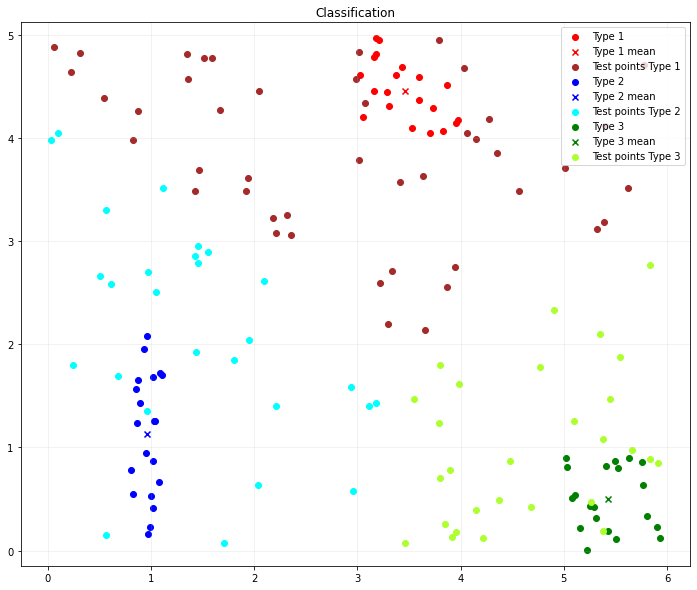 Classification
Type 1
Type 1 mean
Test points Type 1
Type 2
Type 2 mean
Test points Type 2
Type 3
Type 3 mean
Test points Type 3
5
4
3
2
1
0
0 1 2 3 4 5 6